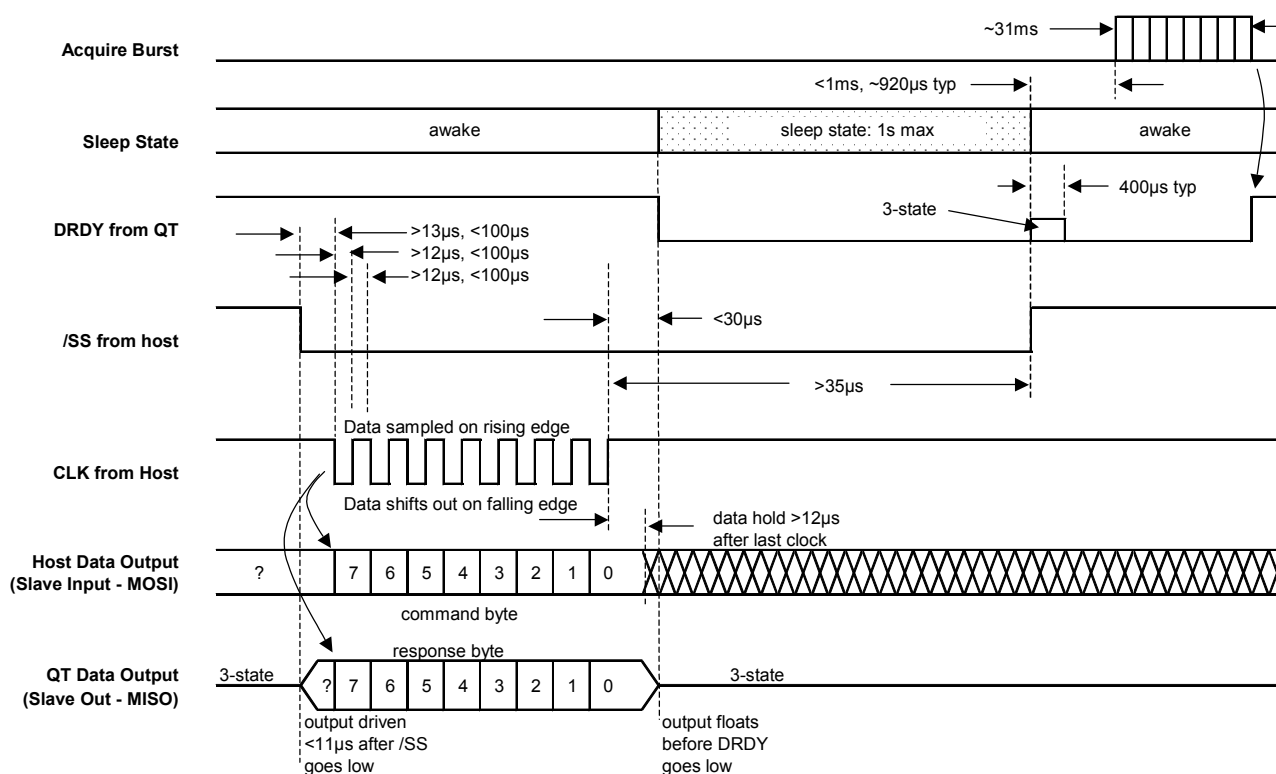 ~31ms
Acquire Burst
<1ms, ~920µs typ
awake
sleep state: 1s max
awake
Sleep State
400µs typ
3-state
DRDY from QT
>13µs, <100µs
>12µs, <100µs
>12µs, <100µs
<30µs
/SS from host
>35µs
Data sampled on rising edge
CLK from Host
Data shifts out on falling edge
data hold >12µs
after last clock
Host Data Output
(Slave Input - MOSI)
? 7 6 5 4 3 2 1 0
command byte
response byte
QT Data Output
(Slave Out - MISO)
3-state
? 7 6 5 4 3 2 1 0
3-state
output driven
<11µs after /SS
goes low
output floats
before DRDY
goes low